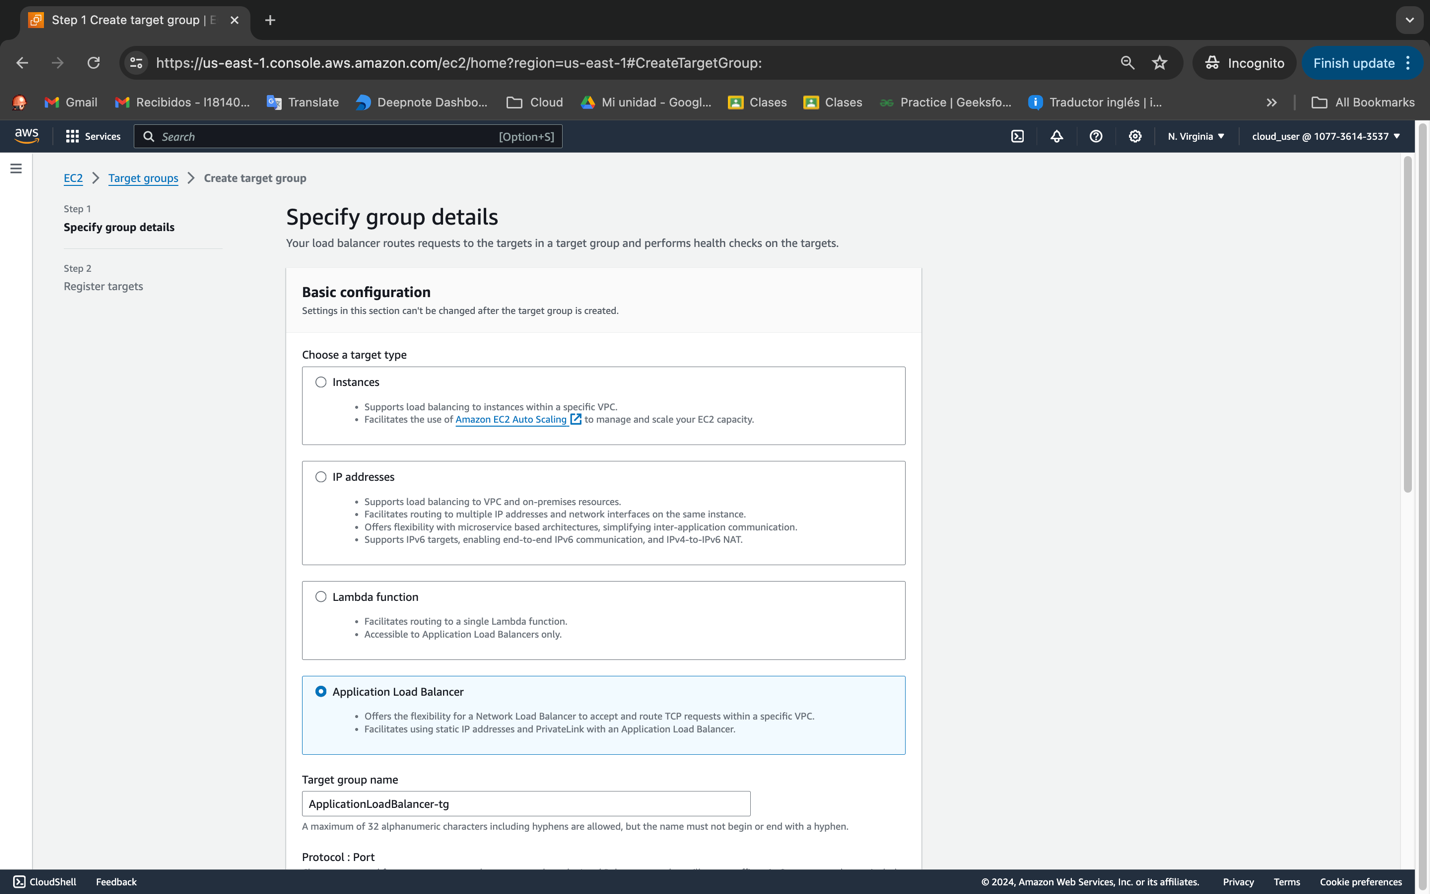 Step 1 Create target group | E
https://us-east-1.console.aws.amazon.com/ec2/home?region=us-east-1#CreateTargetGroup:
Incognito
Finish update
Gmail
Recibidos - l18140...
Translate
Deepnote Dashbo...
Cloud
Mi unidad - Googl...
Clases
Clases
Practice | Geeksfo...
Traductor inglés | i...
All Bookmarks
aws
Services
Search
[Option+S]
N. Virginia
cloud_user @ 1077-3614-3537
EC2
Target groups
Create target group
Step 1
Specify group details
Step 2
Register targets
Specify group details
Your load balancer routes requests to the targets in a target group and performs health checks on the targets.
Basic configuration
Settings in this section can't be changed after the target group is created.
Choose a target type
Instances
• Supports load balancing to instances within a specific VPC.
• Facilitates the use of Amazon EC2 Auto Scaling to manage and scale your EC2 capacity.
IP addresses
• Supports load balancing to VPC and on-premises resources.
• Facilitates routing to multiple IP addresses and network interfaces on the same instance.
• Offers flexibility with microservice based architectures, simplifying inter-application communication.
• Supports IPv6 targets, enabling end-to-end IPv6 communication, and IPv4-to-IPv6 NAT.
Lambda function
• Facilitates routing to a single Lambda function.
• Accessible to Application Load Balancers only.
Application Load Balancer
• Offers the flexibility for a Network Load Balancer to accept and route TCP requests within a specific VPC.
• Facilitates using static IP addresses and PrivateLink with an Application Load Balancer.
Target group name
ApplicationLoadBalancer-tg
A maximum of 32 alphanumeric characters including hyphens are allowed, but the name must not begin or end with a hyphen.
Protocol : Port
CloudShell
Feedback
© 2024, Amazon Web Services, Inc. or its affiliates.
Privacy
Terms
Cookie preferences